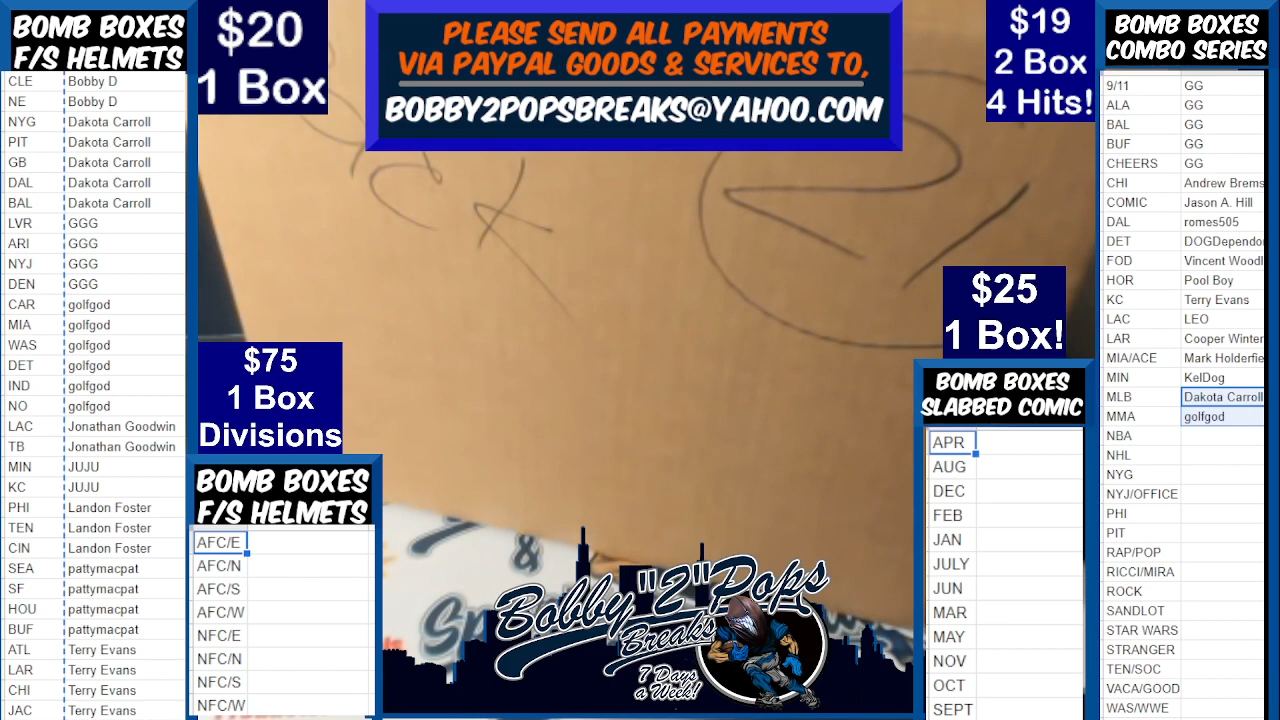 BOMB BOXES
F/S HELMETS
CLE Bobby D
NE Bobby D
NYG Dakota Carroll
PIT Dakota Carroll
GB Dakota Carroll
DAL Dakota Carroll
BAL Dakota Carroll
LVR GGG
ARI GGG
NYJ GGG
DEN GGG
CAR golfgod
MIA golfgod
WAS golfgod
DET golfgod
IND golfgod
NO golfgod
LAC Jonathan Goodwin
TB Jonathan Goodwin
MIN JUJU
KC JUJU
PHI Landon Foster
TEN Landon Foster
CIN Landon Foster
SEA pattymacpat
SF pattymacpat
HOU pattymacpat
BUF pattymacpat
ATL Terry Evans
LAR Terry Evans
CHI Terry Evans
JAC Terry Evans
$20
1 Box
PLEASE SEND ALL PAYMENTS
VIA PAYPAL GOODS & SERVICES TO,
BOBBY2POPSBREAKS@YAHOO.COM
$19
2 Box
4 Hits!
$75
1 Box
Divisions
BOMB BOXES
F/S HELMETS
AFC/E
AFC/N
AFC/S
AFC/W
NFC/E
NFC/N
NFC/S
NFC/W
&
Bobby "2" Pops
Breaks
7 Days
a Week!
$25
1 Box!
BOMB BOXES
SLABBED COMIC
APR
AUG
DEC
FEB
JAN
JULY
JUN
MAR
MAY
NOV
OCT
SEPT
BOMB BOXES
COMBO SERIES
9/11 GG
ALA GG
BAL GG
BUF GG
CHEERS GG
CHI Andrew Brems
COMIC Jason A. Hill
DAL romes505
DET DOGDependo
FOD Vincent Woodl
HOR Pool Boy
KC Terry Evans
LAC LEO
LAR Cooper Winter
MIA/ACE Mark Holderfie
MIN KelDog
MLB Dakota Carroll
MMA golfgod
NBA
NHL
NYG
NYJ/OFFICE
PHI
PIT
RAP/POP
RICCI/MIRA
ROCK
SANDLOT
STAR WARS
STRANGER
TEN/SOC
VACA/GOOD
WAS/WWE